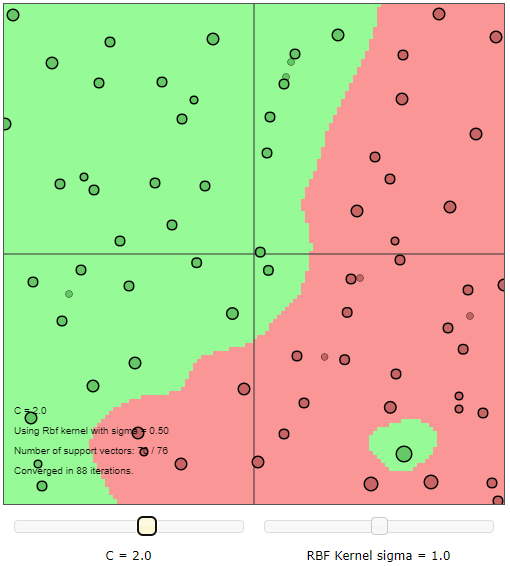 C = 2.0
Using Rbf kernel with sigma = 0.50
Number of support vectors: / 76
Converged in 88 iterations.
C = 2.0
RBF Kernel sigma = 1.0